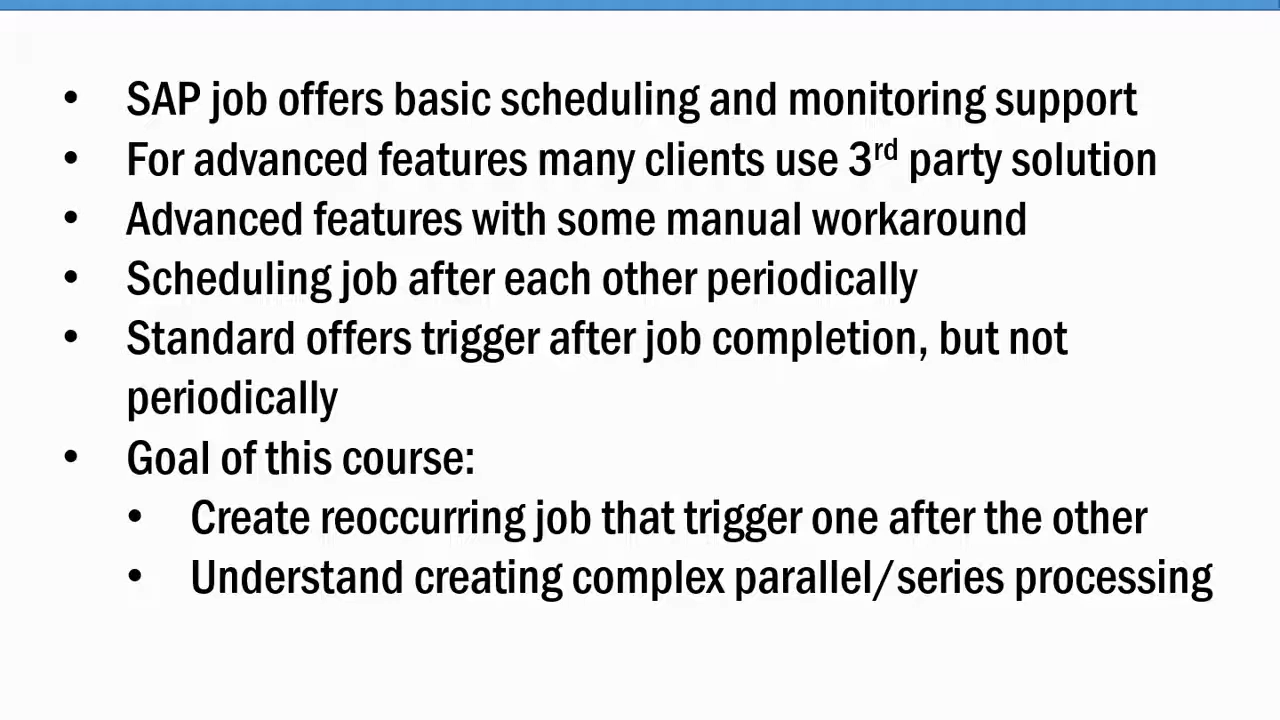 • SAP job offers basic scheduling and monitoring support
• For advanced features many clients use 3rd party solution
• Advanced features with some manual workaround
• Scheduling job after each other periodically
• Standard offers trigger after job completion, but not
periodically
• Goal of this course:
• Create reoccurring job that trigger one after the other
• Understand creating complex parallel/series processing